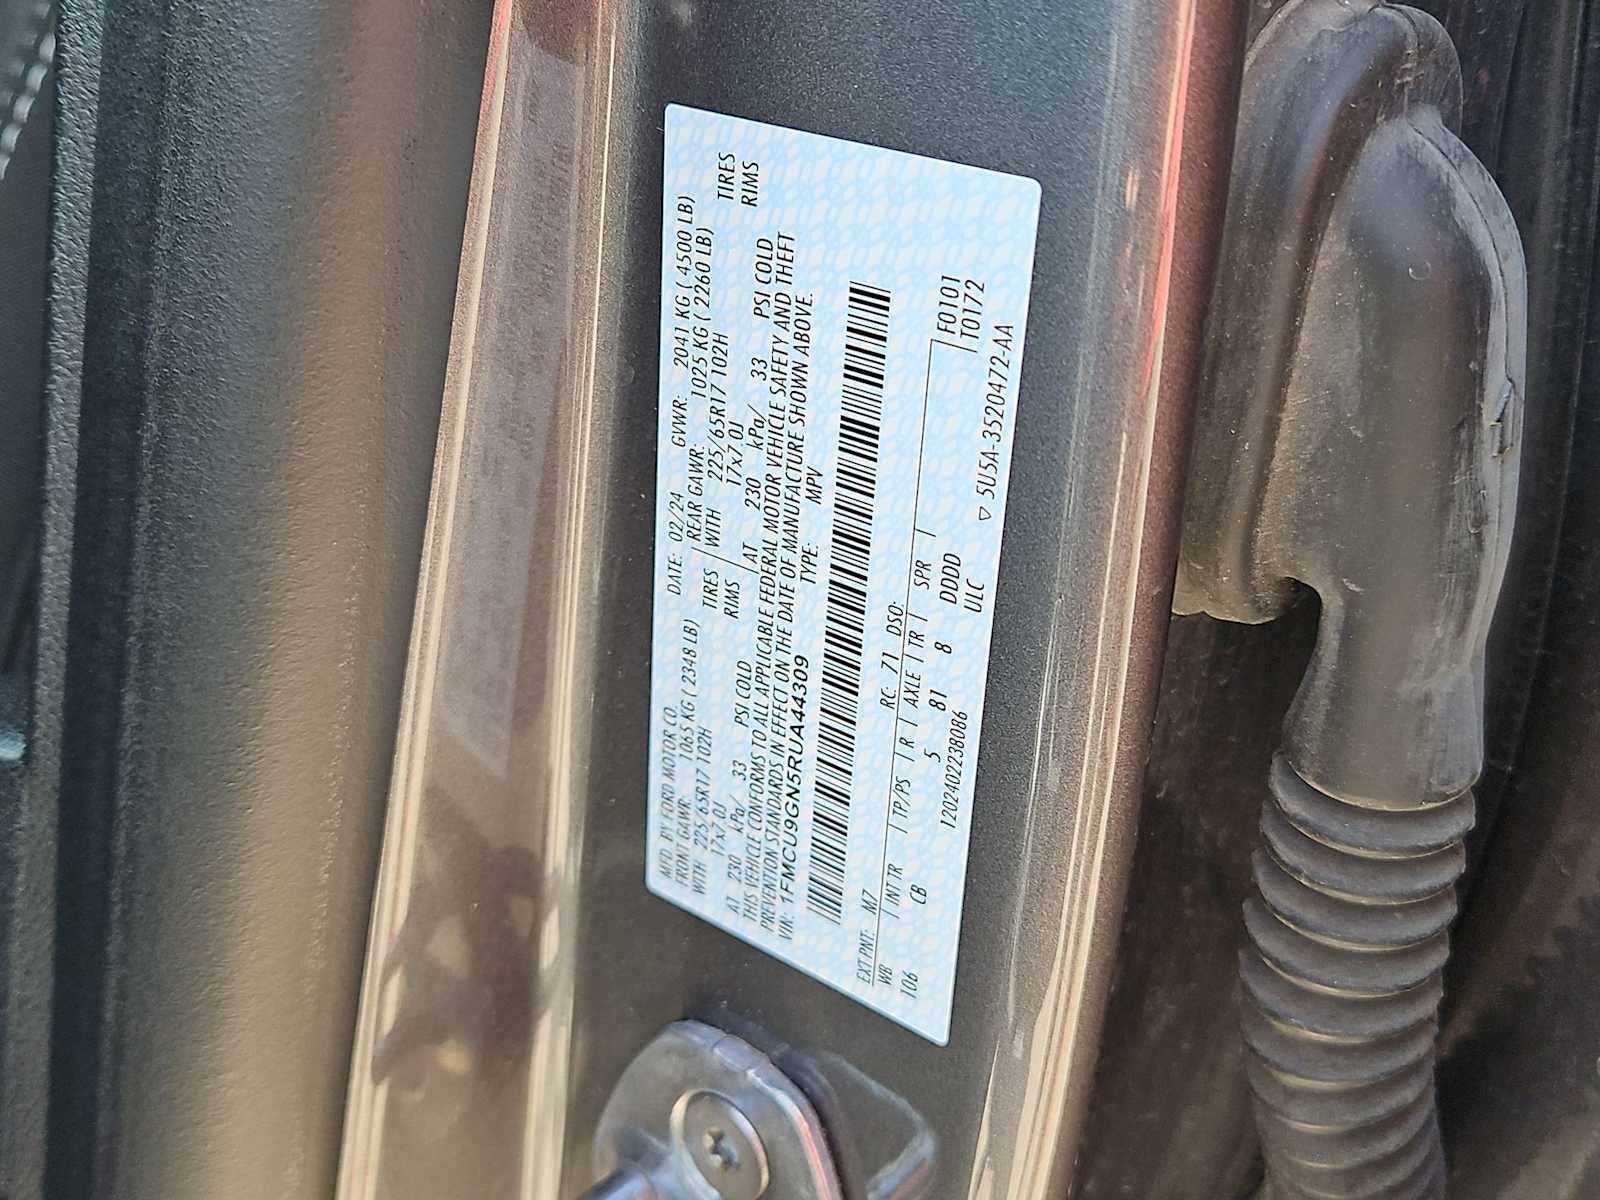 MFD. BY FORD MOTOR CO.
DATE: 02/24 GVWR: 2041 KG ( 4500 LB)
FRONT GAWR: 1065 KG ( 2348 LB) REAR GAWR: 1025 KG ( 2260 LB)
WITH 225/65R17 102H TIRES WITH 225/65R17 102H TIRES
17x7.0J RIMS 17x7.0J RIMS
AT 230 kPa/ 33 PSI COLD AT 230 kPa/ 33 PSI COLD
THIS VEHICLE CONFORMS TO ALL APPLICABLE FEDERAL MOTOR VEHICLE SAFETY AND THEFT
PREVENTION STANDARDS IN EFFECT ON THE DATE OF MANUFACTURE SHOWN ABOVE.
VIN: 1FMCU9GN5RUA44309 TYPE: MPV
EXT PNT: M7 RC: 71 DSO: F0101
WB INT TR TP/PS R AXLE TR SPR T0172
106 CB 5 81 8 DDDD
1202402238086 ULC ▽ 5U5A-3520472-AA